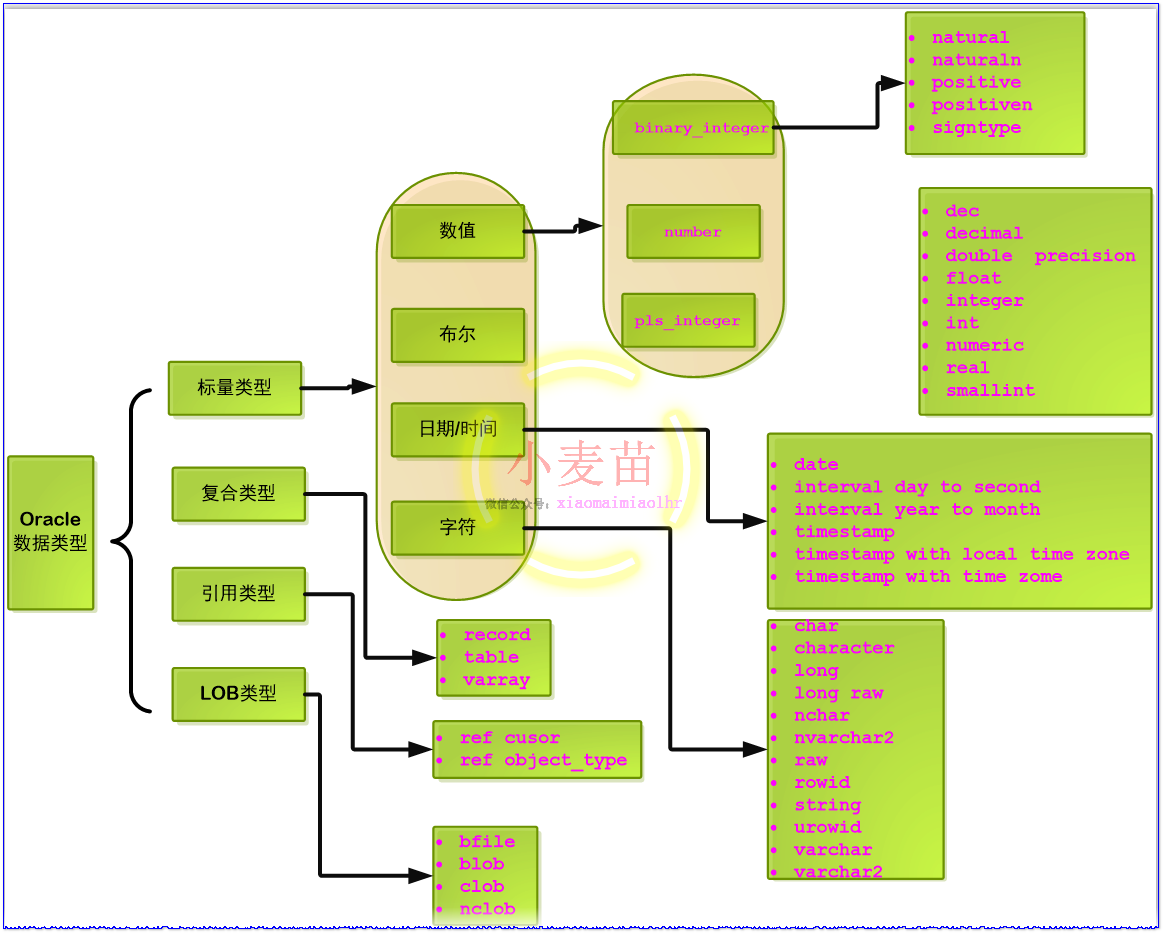 Oracle
数据类型
标量类型
复合类型
引用类型
LOB类型
数值
布尔
日期/时间
字符
binary_integer
number
pls_integer
natural
naturaln
positive
positiven
signtype
dec
decimal
double precision
float
integer
int
numeric
real
smallint
date
interval day to second
interval year to month
timestamp
timestamp with local time zone
timestamp with time zome
char
character
long
long raw
nchar
nvarchar2
raw
rowid
string
urowid
varchar
varchar2
record
table
varray
ref cusor
ref object_type
bfile
blob
clob
nclob
小麦苗
微信公众号：xiaomaimiaolhr